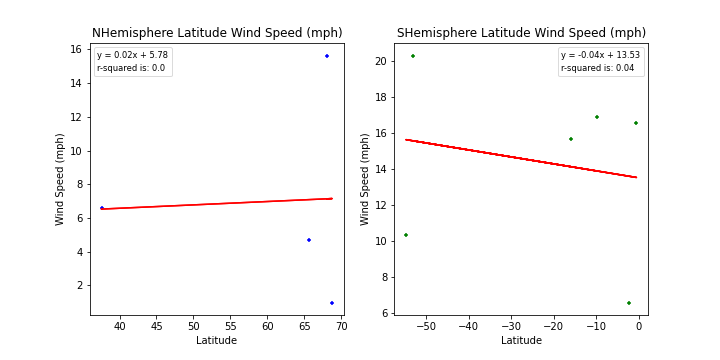 NHemisphere Latitude Wind Speed (mph)
y = 0.02x + 5.78
r-squared is: 0.0
16
14
12
10
8
6
4
2
Wind Speed (mph)
40
45
50
55
60
65
70
Latitude
SHemisphere Latitude Wind Speed (mph)
y = -0.04x + 13.53
r-squared is: 0.04
20
18
16
14
12
10
8
6
Wind Speed (mph)
−50
−40
−30
−20
−10
0
Latitude